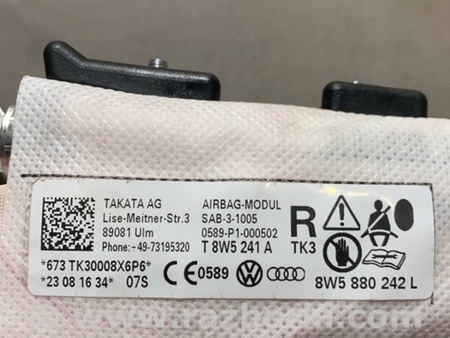 TAKATA AG
Lise-Meitner-Str.3
89081 Ulm
Phone:+49-73195320
*673 TK30008X6P6*
*23 08 16 34* 07S
AIRBAG-MODUL
SAB-3-1005
0589-P1-000502
T 8W5 241 A
R
TK3
CE 0589
8W5 880 242 L